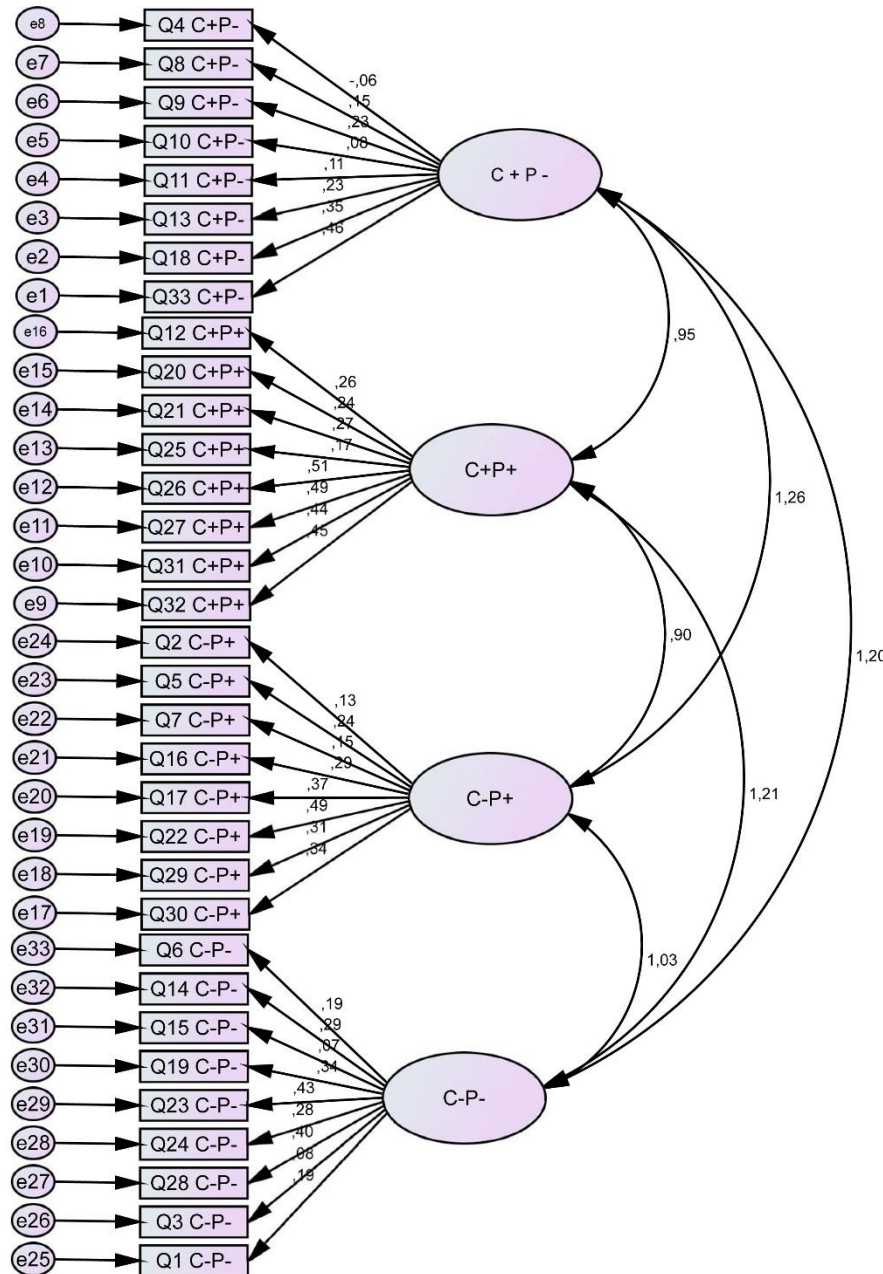 e8 Q4 C+P-
e7 Q8 C+P-
e6 Q9 C+P-
e5 Q10 C+P-
e4 Q11 C+P-
e3 Q13 C+P-
e2 Q18 C+P-
e1 Q33 C+P-
-,06
,15
,23
,08
,11
,23
,35
,46
C + P -
e16 Q12 C+P+
e15 Q20 C+P+
e14 Q21 C+P+
e13 Q25 C+P+
e12 Q26 C+P+
e11 Q27 C+P+
e10 Q31 C+P+
e9 Q32 C+P+
,26
,24
,27
,17
,51
,49
,44
,45
C+P+
e24 Q2 C-P+
e23 Q5 C-P+
e22 Q7 C-P+
e21 Q16 C-P+
e20 Q17 C-P+
e19 Q22 C-P+
e18 Q29 C-P+
e17 Q30 C-P+
,13
,24
,15
,29
,37
,49
,31
,34
C-P+
e33 Q6 C-P-
e32 Q14 C-P-
e31 Q15 C-P-
e30 Q19 C-P-
e29 Q23 C-P-
e28 Q24 C-P-
e27 Q28 C-P-
e26 Q3 C-P-
e25 Q1 C-P-
,19
,29
,07
,34
,43
,28
,40
,08
,19
C-P-
,95
1,26
,90
1,20
1,21
1,03